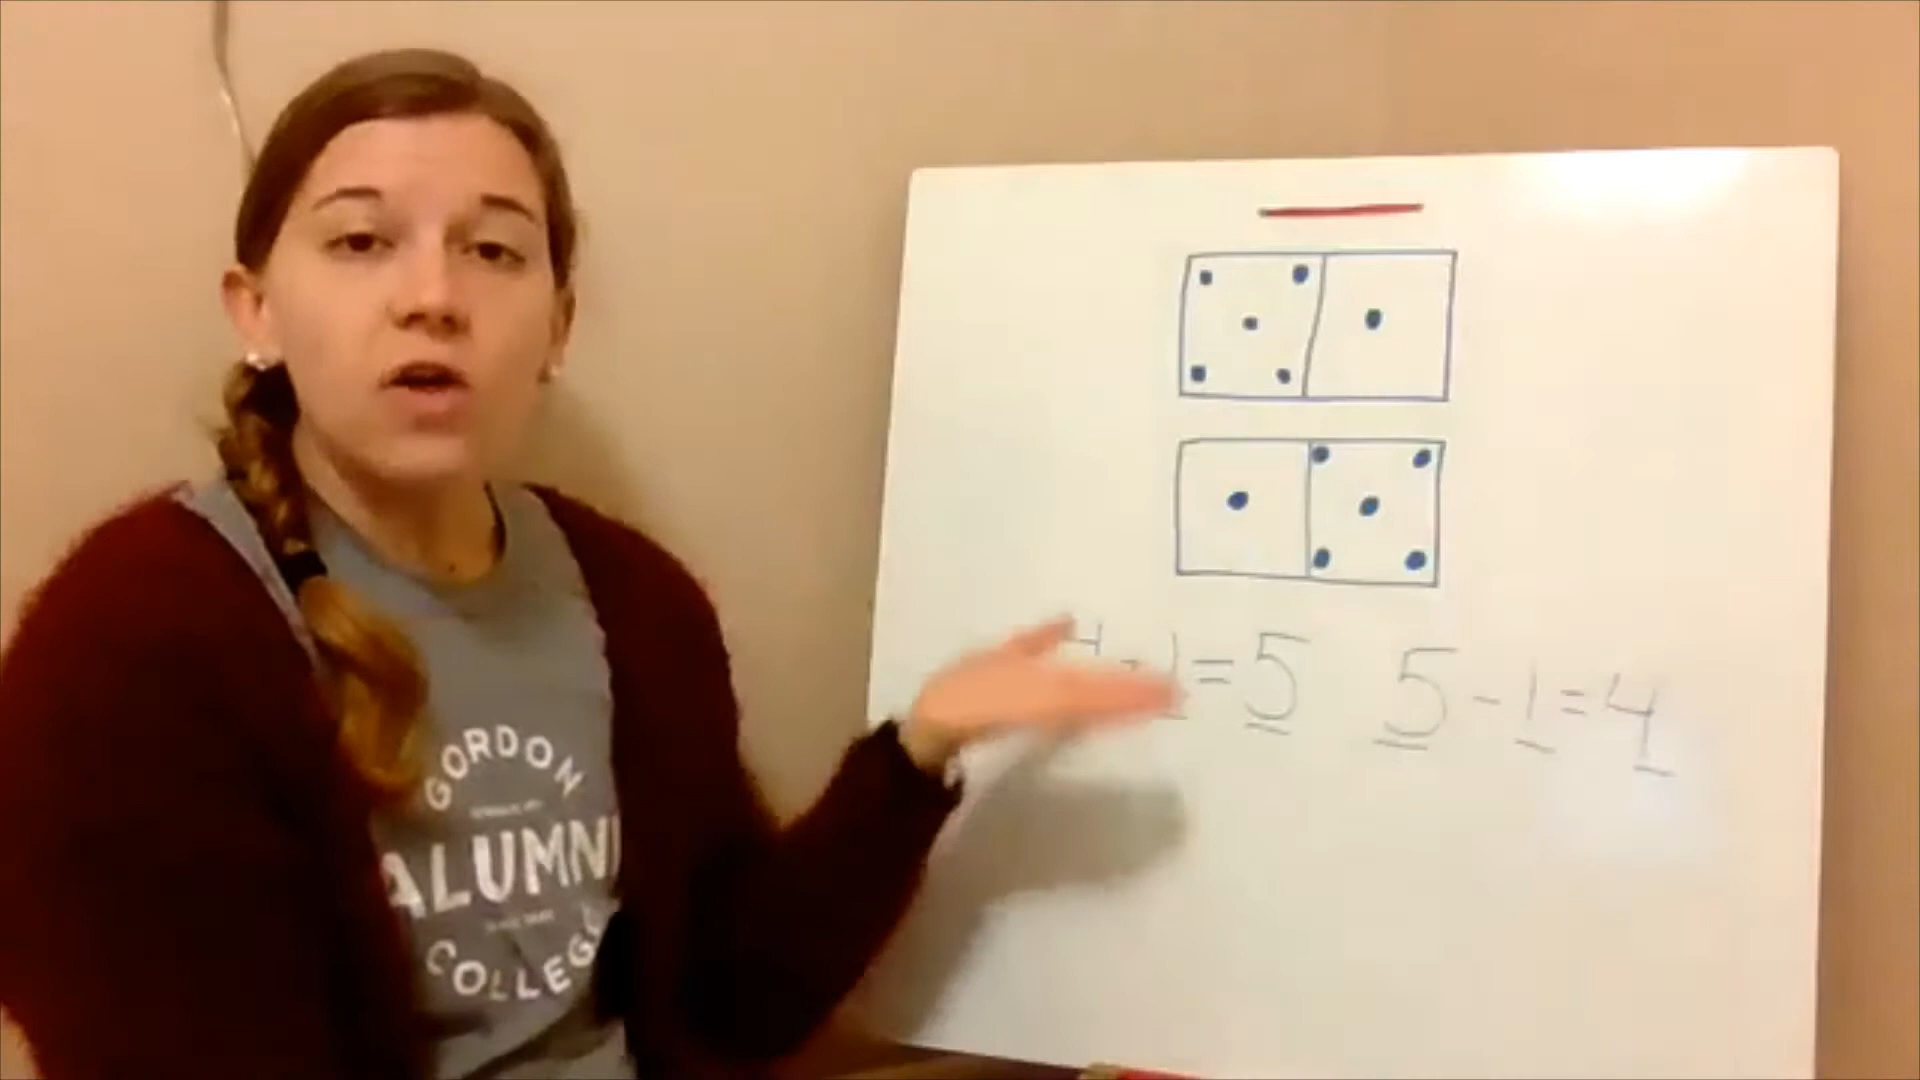 4 + 1 = 5 5 - 1 = 4
GORDON
ALUMNI
COLLEGE